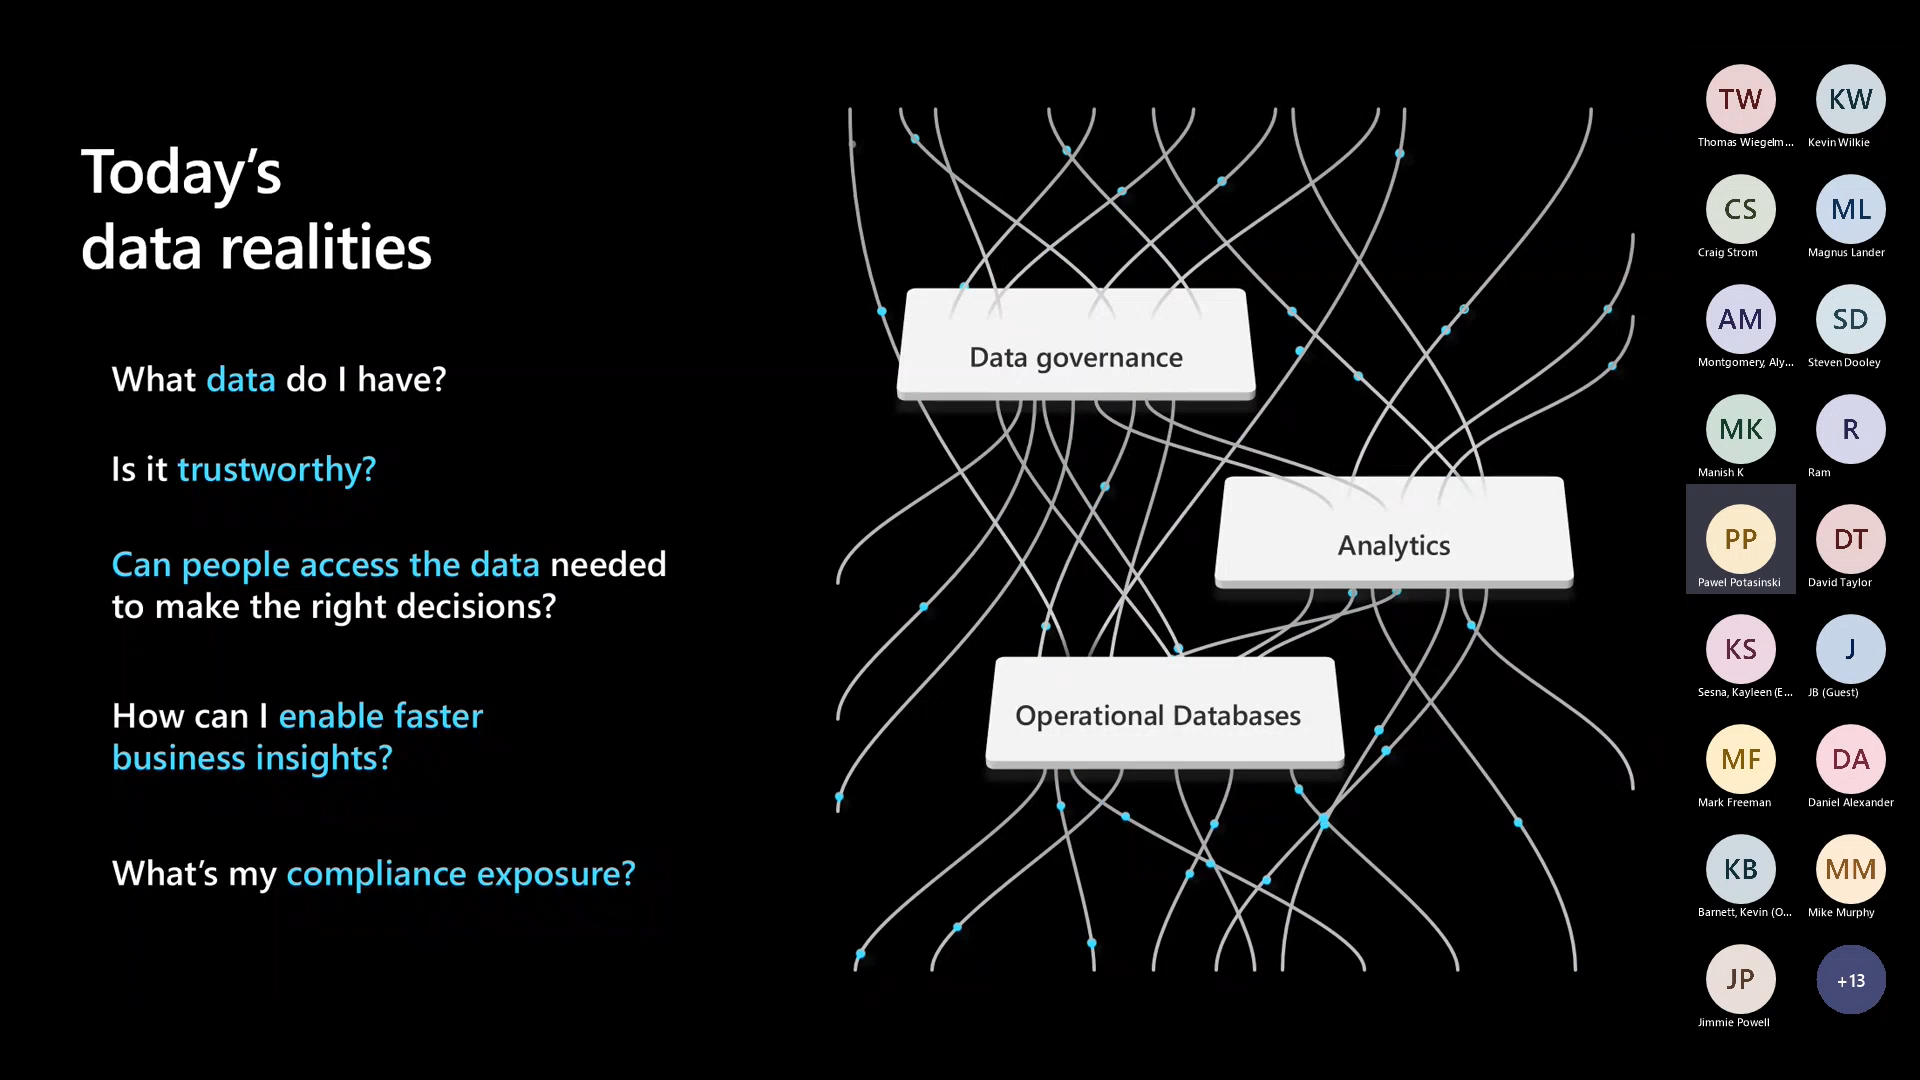 Today’s
data realities
What data do I have?
Is it trustworthy?
Can people access the data needed
to make the right decisions?
How can I enable faster
business insights?
What’s my compliance exposure?
Data governance
Analytics
Operational Databases
TW
Thomas Wiegelm...
KW
Kevin Wilkie
CS
Craig Strom
ML
Magnus Lander
AM
Montgomery, Aly...
SD
Steven Dooley
MK
Manish K
R
Ram
PP
Pawel Potasinski
DT
David Taylor
KS
Sesna, Kayleen (E...
J
JB (Guest)
MF
Mark Freeman
DA
Daniel Alexander
KB
Barnett, Kevin (O...
MM
Mike Murphy
JP
Jimmie Powell
+13